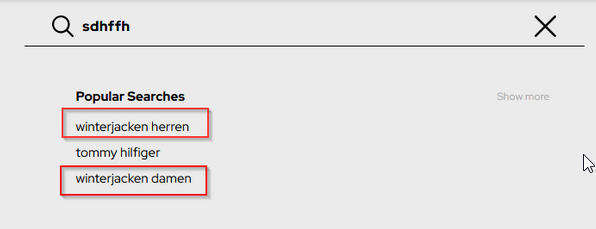 sdhffh
Popular Searches
Show more
winterjacken herren
tommy hilfiger
winterjacken damen